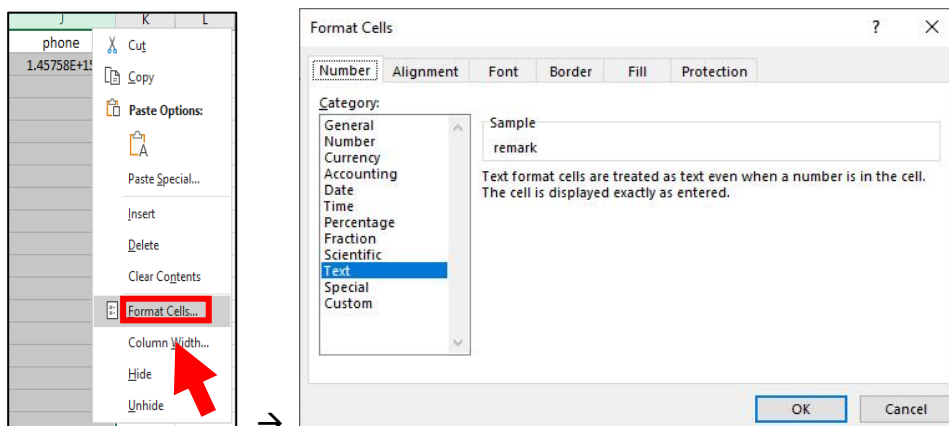 J K L
phone
1.45758E+15
Cut
Copy
Paste Options:
Paste Special...
Insert
Delete
Clear Contents
Format Cells...
Column Width...
Hide
Unhide
→
Format Cells ? ×
Number Alignment Font Border Fill Protection
Category:
General
Number
Currency
Accounting
Date
Time
Percentage
Fraction
Scientific
Text
Special
Custom
Sample
remark
Text format cells are treated as text even when a number is in the cell.
The cell is displayed exactly as entered.
OK Cancel